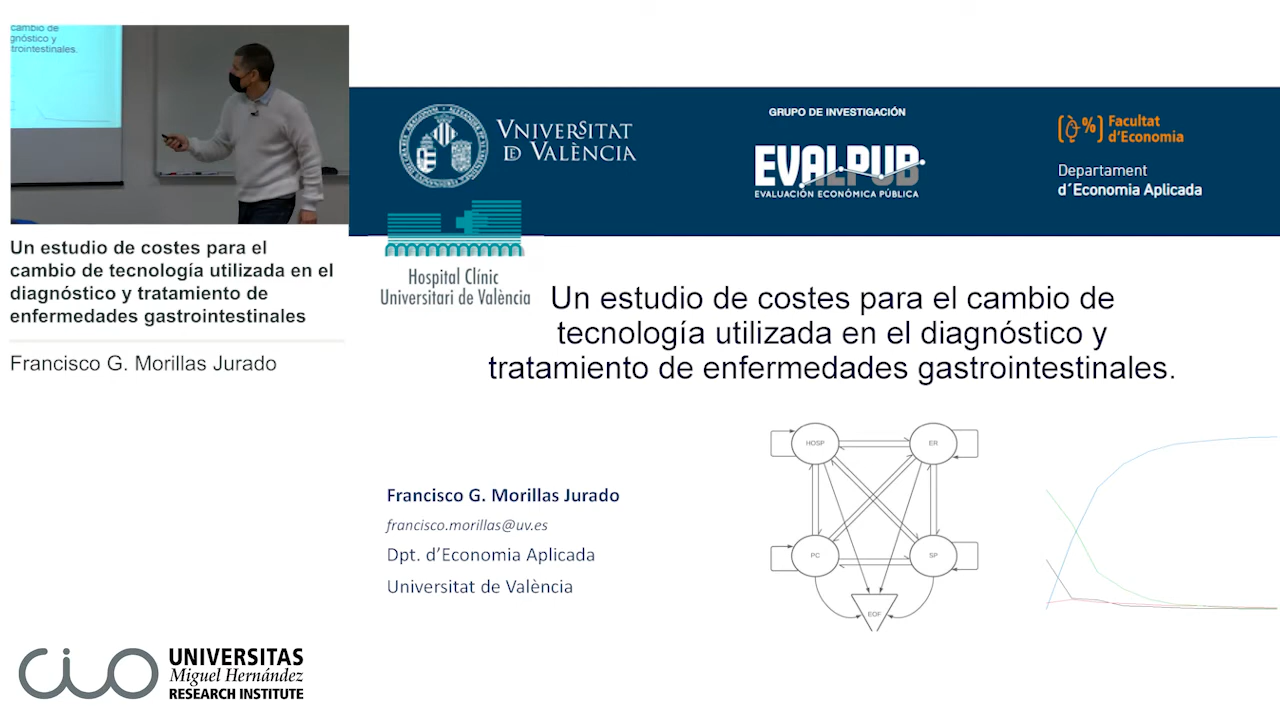 cambio de
gnóstico y
trointestinales.
Un estudio de costes para el
cambio de tecnología utilizada en el
diagnóstico y tratamiento de
enfermedades gastrointestinales
Francisco G. Morillas Jurado
VNIVERSITAT
DE VALÈNCIA
GRUPO DE INVESTIGACIÓN
EVALPUB
EVALUACIÓN ECONÓMICA PÚBLICA
Facultat
d'Economia
Departament
d´Economia Aplicada
Hospital Clínic
Universitari de València
Un estudio de costes para el cambio de
tecnología utilizada en el diagnóstico y
tratamiento de enfermedades gastrointestinales.
HOSP
ER
PC
SP
EOF
Francisco G. Morillas Jurado
francisco.morillas@uv.es
Dpt. d’Economia Aplicada
Universitat de València
CIO
UNIVERSITAS
Miguel Hernández
RESEARCH INSTITUTE